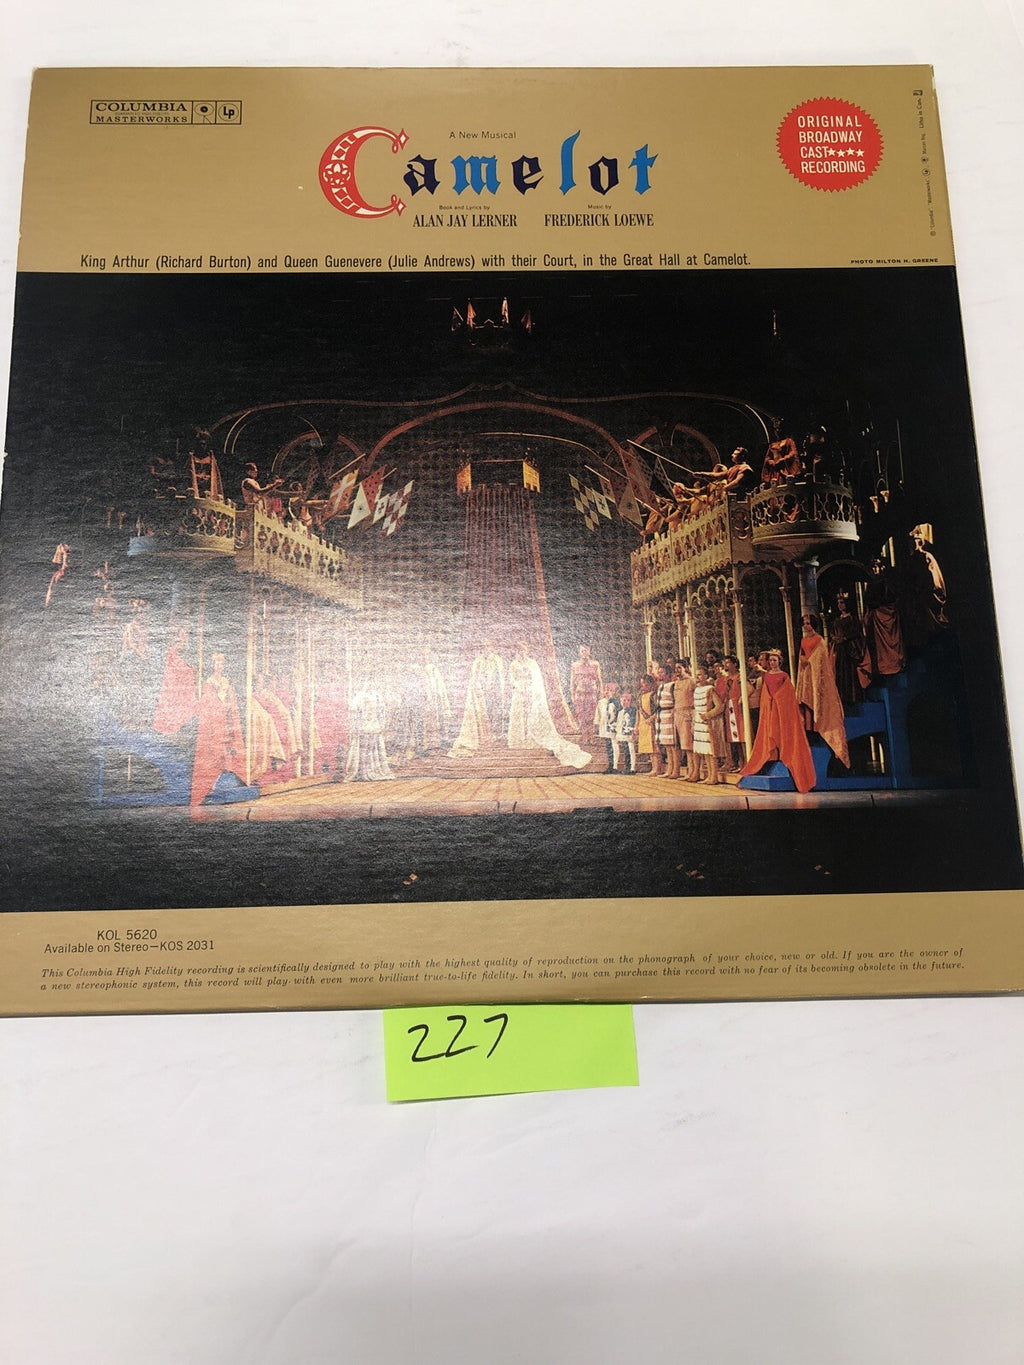 COLUMBIA
MASTERWORKS
Lp
A New Musical
Camelot
Book and Lyrics by
ALAN JAY LERNER
Music by
FREDERICK LOEWE
ORIGINAL
BROADWAY
CAST★★★★
RECORDING
King Arthur (Richard Burton) and Queen Guenevere (Julie Andrews) with their Court, in the Great Hall at Camelot.
PHOTO MILTON H. GREENE
KOL 5620
Available on Stereo—KOS 2031
This Columbia High Fidelity recording is scientifically designed to play with the highest quality of reproduction on the phonograph of your choice, new or old. If you are the owner of
a new stereophonic system, this record will play with even more brilliant true-to-life fidelity. In short, you can purchase this record with no fear of its becoming obsolete in the future.
227